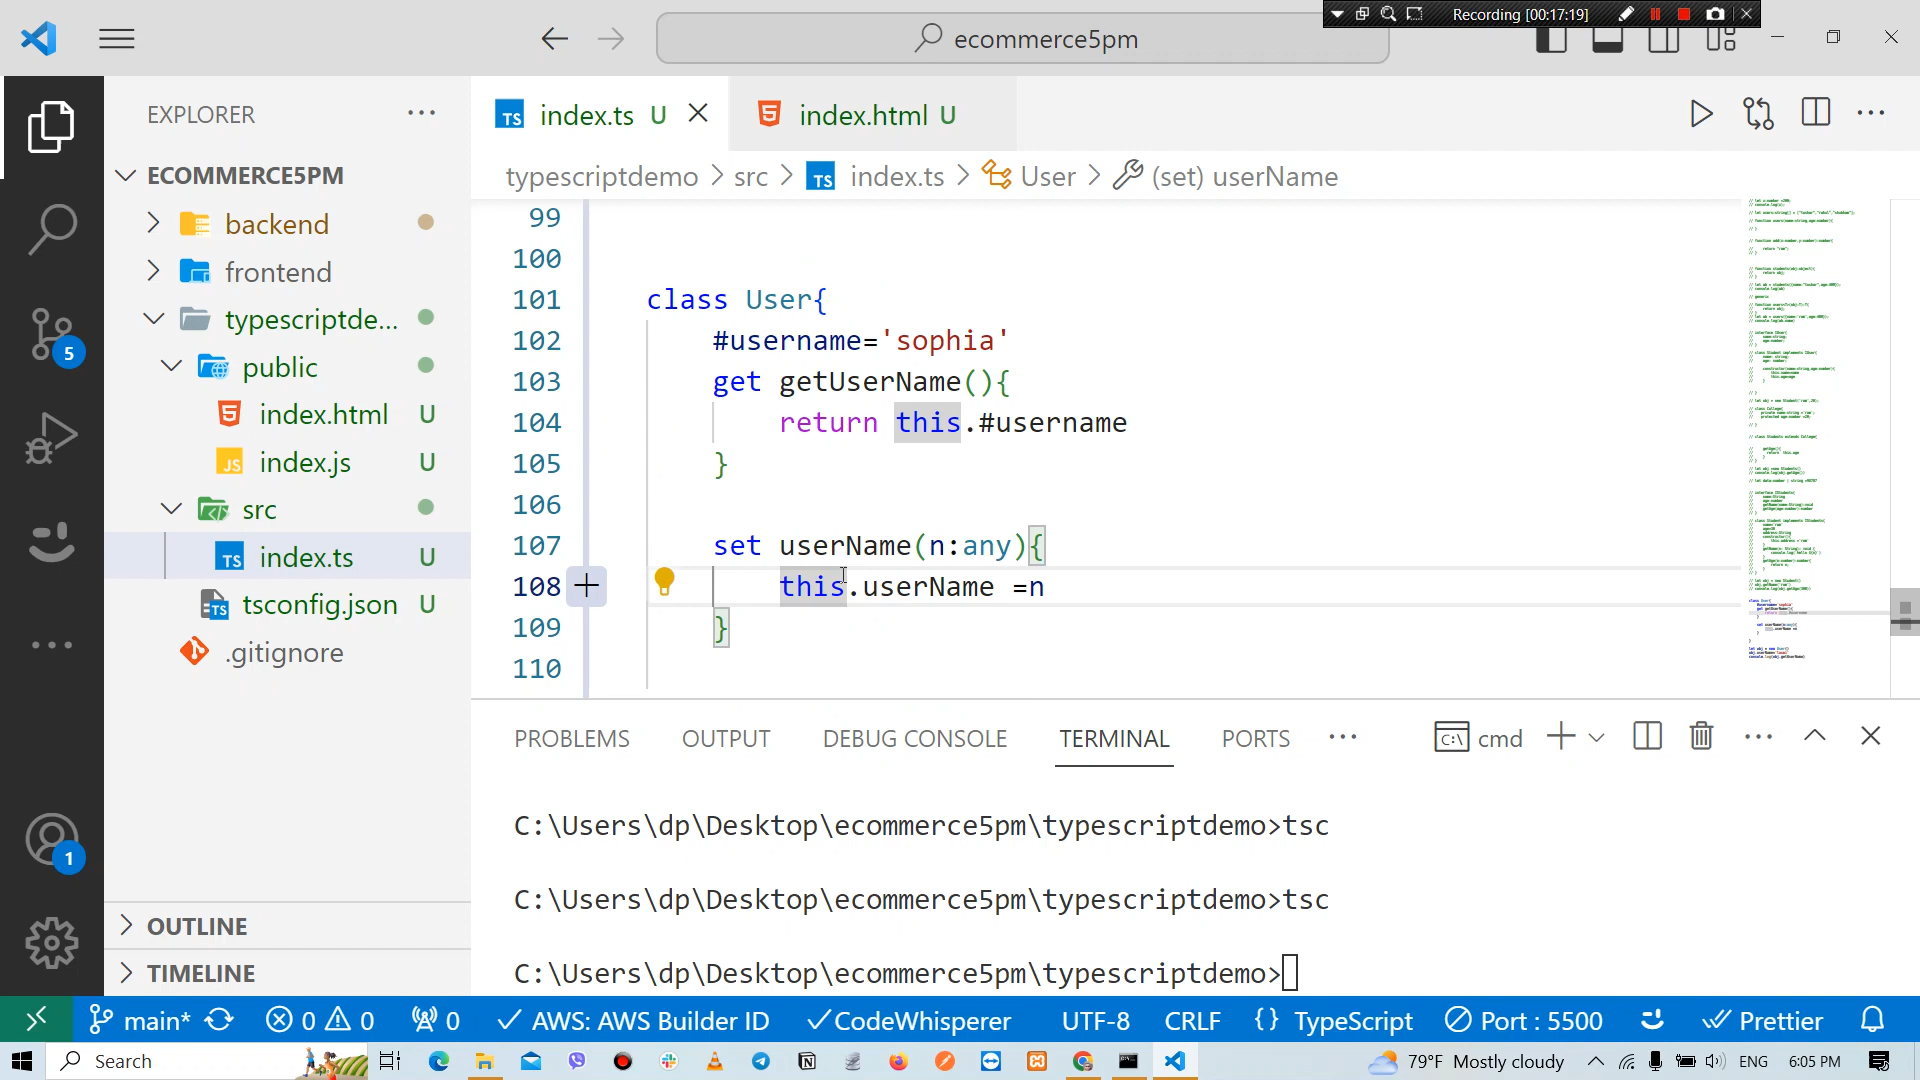 Recording [00:17:19]
ecommerce5pm
EXPLORER
ECOMMERCE5PM
backend
frontend
typescriptde...
public
index.html U
index.js U
src
index.ts U
tsconfig.json U
.gitignore
OUTLINE
TIMELINE
5
1
TS index.ts U
index.html U
typescriptdemo > src > TS index.ts > User > (set) userName
99
100
101 class User{
102 #username='sophia'
103 get getUserName(){
104 return this.#username
105 }
106
107 set userName(n:any){
108 this.userName =n
109 }
110
PROBLEMS OUTPUT DEBUG CONSOLE TERMINAL PORTS
cmd
C:\Users\dp\Desktop\ecommerce5pm\typescriptdemo>tsc
C:\Users\dp\Desktop\ecommerce5pm\typescriptdemo>tsc
C:\Users\dp\Desktop\ecommerce5pm\typescriptdemo>
main* 0 0 0 AWS: AWS Builder ID CodeWhisperer UTF-8 CRLF {} TypeScript Port : 5500 Prettier
Search 79°F Mostly cloudy ENG 6:05 PM